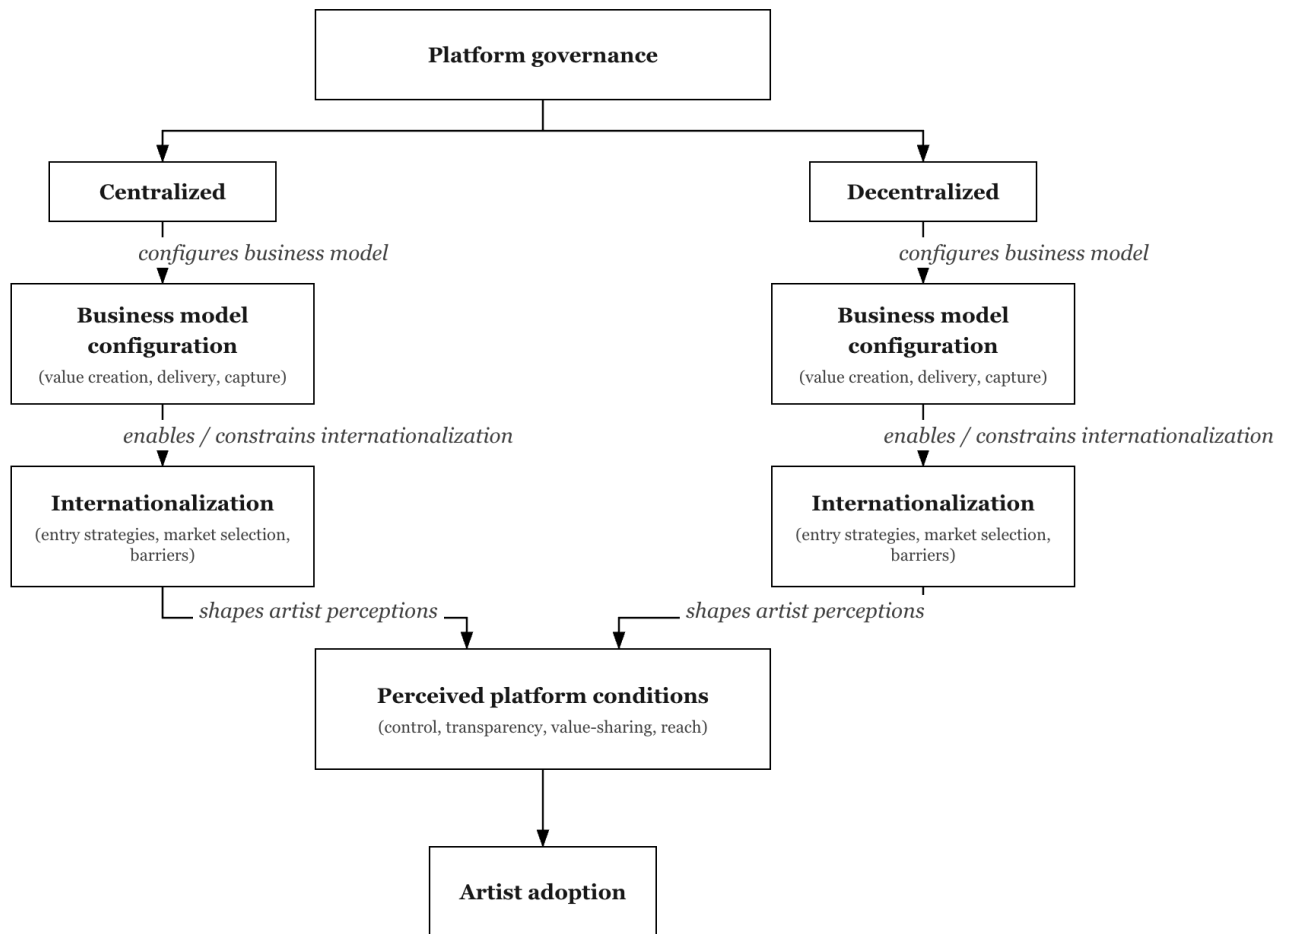 Platform governance
Centralized
Decentralized
configures business model
configures business model
Business model
configuration
(value creation, delivery, capture)
Business model
configuration
(value creation, delivery, capture)
enables / constrains internationalization
enables / constrains internationalization
Internationalization
(entry strategies, market selection,
barriers)
Internationalization
(entry strategies, market selection,
barriers)
shapes artist perceptions
shapes artist perceptions
Perceived platform conditions
(control, transparency, value-sharing, reach)
Artist adoption